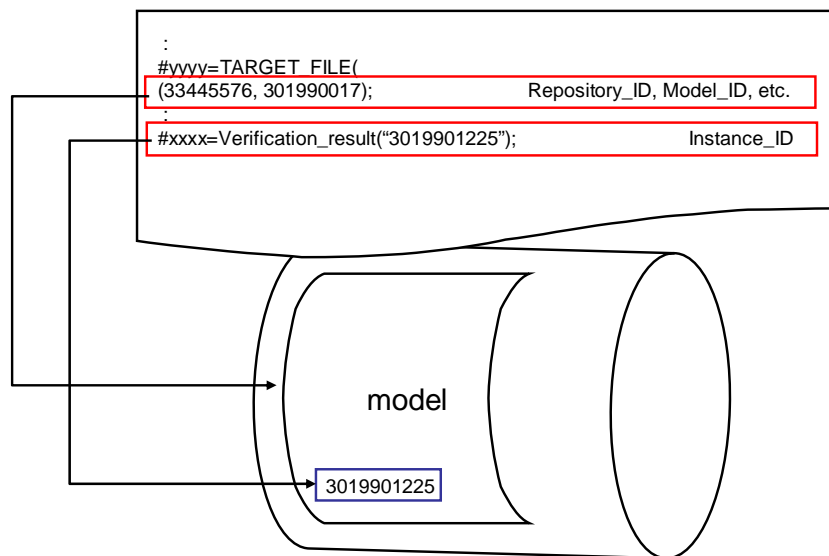 :
#yyyy=TARGET_FILE(
(33445576, 301990017); Repository_ID, Model_ID, etc.
:
#xxxx=Verification_result(“3019901225”); Instance_ID
model
3019901225